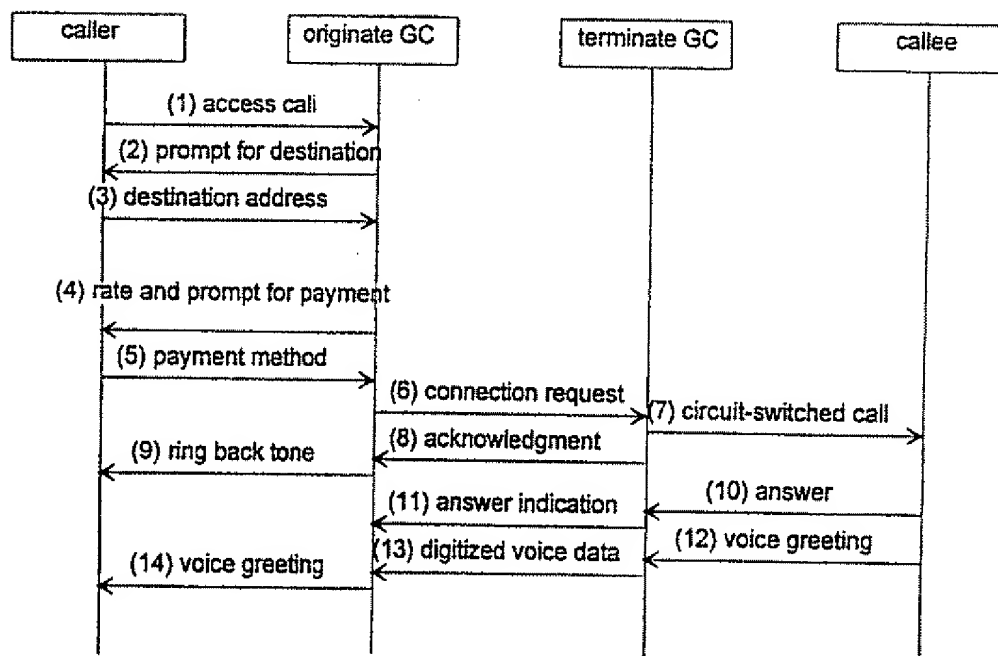 caller
originate GC
terminate GC
callee
(1) access call
(2) prompt for destination
(3) destination address
(4) rate and prompt for payment
(5) payment method
(6) connection request
(7) circuit-switched call
(8) acknowledgment
(9) ring back tone
(10) answer
(11) answer indication
(12) voice greeting
(13) digitized voice data
(14) voice greeting